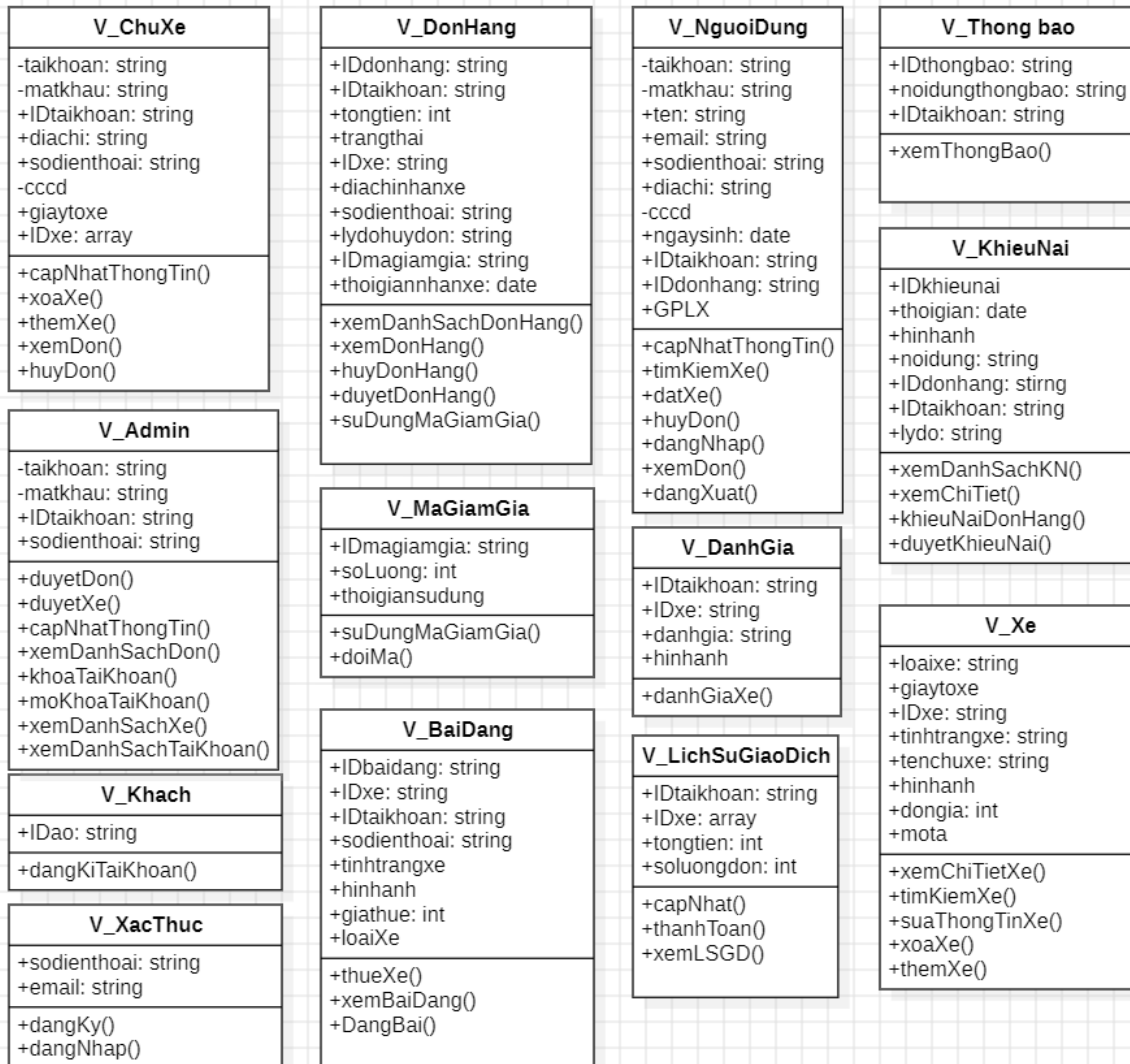 V_ChuXe
-taikhoan: string
-matkhau: string
+IDtaikhoan: string
+diachi: string
+sodienthoai: string
-cccd
+giaytoxe
+IDxe: array
+capNhatThongTin()
+xoaXe()
+themXe()
+xemDon()
+huyDon()
V_Admin
-taikhoan: string
-matkhau: string
+IDtaikhoan: string
+sodienthoai: string
+duyetDon()
+duyetXe()
+capNhatThongTin()
+xemDanhSachDon()
+khoaTaiKhoan()
+moKhoaTaiKhoan()
+xemDanhSachXe()
+xemDanhSachTaiKhoan()
V_Khach
+IDao: string
+dangKiTaiKhoan()
V_XacThuc
+sodienthoai: string
+email: string
+dangKy()
+dangNhap()
V_DonHang
+IDdonhang: string
+IDtaikhoan: string
+tongtien: int
+trangthai
+IDxe: string
+diachinhanxe
+sodienthoai: string
+lydohuydon: string
+IDmagiamgia: string
+thoigiannhanxe: date
+xemDanhSachDonHang()
+xemDonHang()
+huyDonHang()
+duyetDonHang()
+suDungMaGiamGia()
V_MaGiamGia
+IDmagiamgia: string
+soLuong: int
+thoigiansudung
+suDungMaGiamGia()
+doiMa()
V_BaiDang
+IDbaidang: string
+IDxe: string
+IDtaikhoan: string
+sodienthoai: string
+tinhtrangxe
+hinhanh
+giathue: int
+loaiXe
+thueXe()
+xemBaiDang()
+DangBai()
V_NguoiDung
-taikhoan: string
-matkhau: string
+ten: string
+email: string
+sodienthoai: string
+diachi: string
-cccd
+ngaysinh: date
+IDtaikhoan: string
+IDdonhang: string
+GPLX
+capNhatThongTin()
+timKiemXe()
+datXe()
+huyDon()
+dangNhap()
+xemDon()
+dangXuat()
V_DanhGia
+IDtaikhoan: string
+IDxe: string
+danhgia: string
+hinhanh
+danhGiaXe()
V_LichSuGiaoDich
+IDtaikhoan: string
+IDxe: array
+tongtien: int
+soluongdon: int
+capNhat()
+thanhToan()
+xemLSGD()
V_Thong bao
+IDthongbao: string
+noidungthongbao: string
+IDtaikhoan: string
+xemThongBao()
V_KhieuNai
+IDkhieunai
+thoigian: date
+hinhanh
+noidung: string
+IDdonhang: stirng
+IDtaikhoan: string
+lydo: string
+xemDanhSachKN()
+xemChiTiet()
+khieuNaiDonHang()
+duyetKhieuNai()
V_Xe
+loaixe: string
+giaytoxe
+IDxe: string
+tinhtrangxe: string
+tenchuxe: string
+hinhanh
+dongia: int
+mota
+xemChiTietXe()
+timKiemXe()
+suaThongTinXe()
+xoaXe()
+themXe()